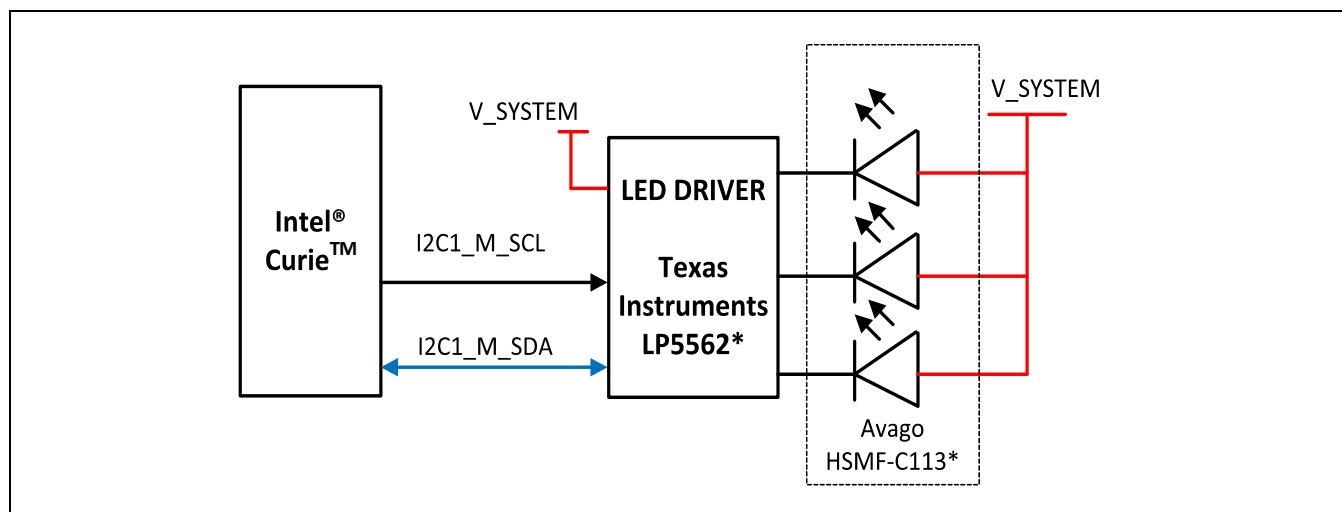 V_SYSTEM
V_SYSTEM
Intel®
Curie™
I2C1_M_SCL
I2C1_M_SDA
LED DRIVER
Texas
Instruments
LP5562*
Avago
HSMF-C113*